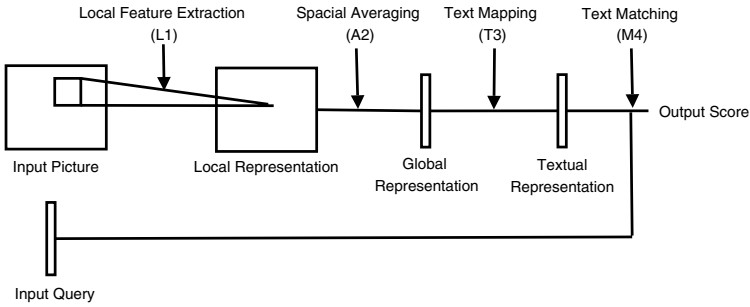 Local Feature Extraction
(L1)
Spacial Averaging
(A2)
Text Mapping
(T3)
Text Matching
(M4)
Output Score
Input Picture
Local Representation
Global
Representation
Textual
Representation
Input Query